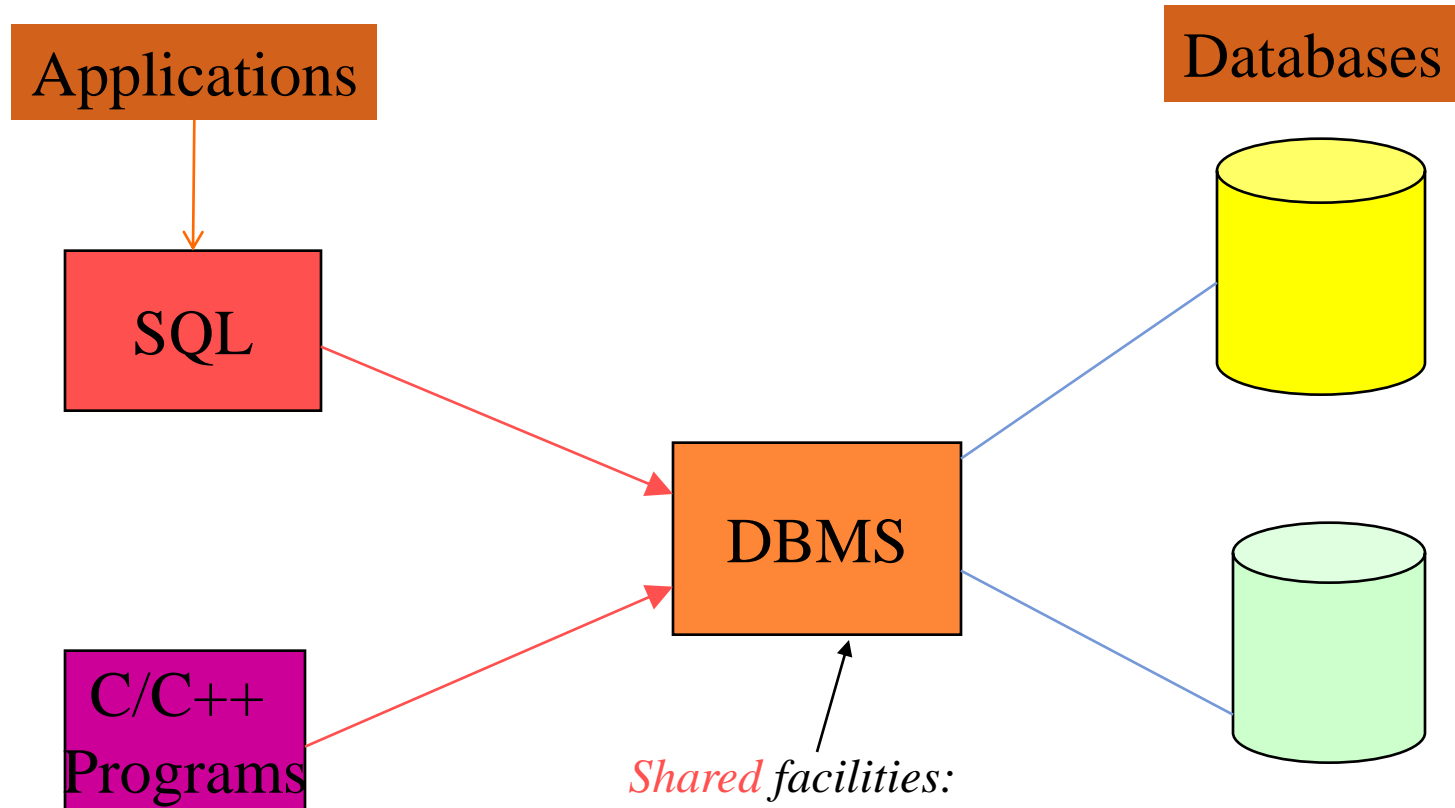 Applications
Databases
SQL
DBMS
C/C++
Programs
Shared facilities: